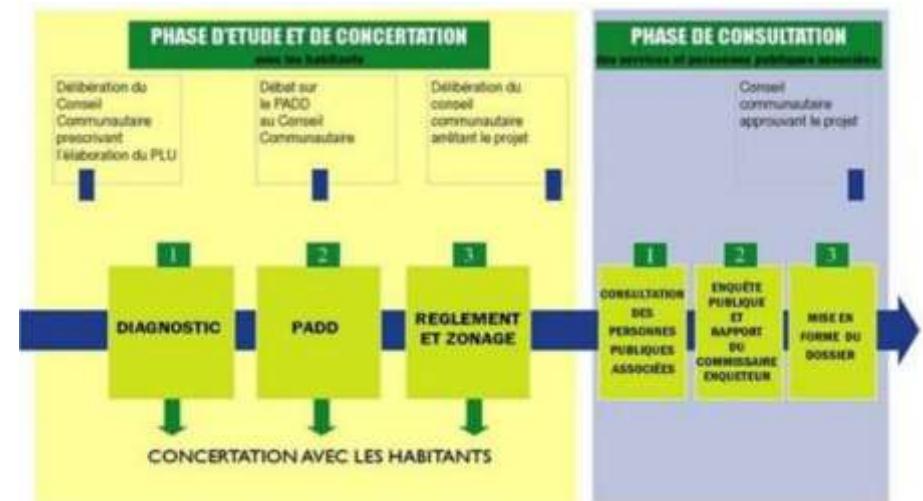 PHASE D'ETUDE ET DE CONCERTATION
avec les habitants
Délibération du
Conseil
Communautaire
prescrivant
l'élaboration du PLU
Débat sur
le PADD
au Conseil
Communautaire
Délibération du
conseil
communautaire
arrêtant le projet
1
DIAGNOSTIC
2
PADD
3
REGLEMENT
ET ZONAGE
CONCERTATION AVEC LES HABITANTS
PHASE DE CONSULTATION
des services et personnes publiques associées
Conseil
communautaire
approuvant le projet
1
CONSULTATION
DES
PERSONNES
PUBLIQUES
ASSOCIÉES
2
ENQUÊTE
PUBLIQUE
ET
RAPPORT
DU
COMMISSAIRE
ENQUETEUR
3
MISE EN
FORME DU
DOSSIER